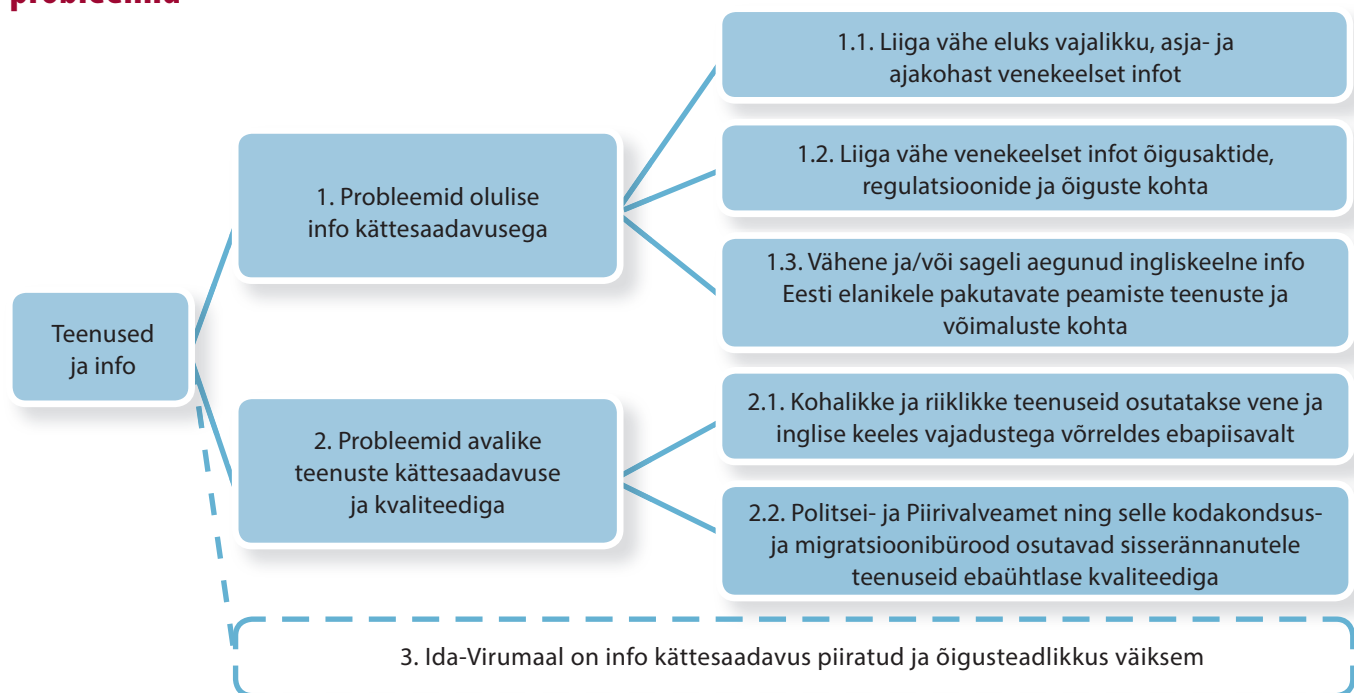 probleemid
Teenused
ja info
1. Probleemid olulise
info kättesaadavusega
1.1. Liiga vähe eluks vajalikku, asja- ja
ajakohast venekeelset infot
1.2. Liiga vähe venekeelset infot õigusaktide,
regulatsioonide ja õiguste kohta
1.3. Vähene ja/või sageli aegunud ingliskeelne info
Eesti elanikele pakutavate peamiste teenuste ja
võimaluste kohta
2. Probleemid avalike
teenuste kättesaadavuse
ja kvaliteediga
2.1. Kohalikke ja riiklikke teenuseid osutatakse vene ja
inglise keeles vajadustega võrreldes ebapiisavalt
2.2. Politsei- ja Piirivalveamet ning selle kodakondsus-
ja migratsioonibürood osutavad sisserännanutele
teenuseid ebaühtlase kvaliteediga
3. Ida-Virumaal on info kättesaadavus piiratud ja õigusteadlikkus väiksem